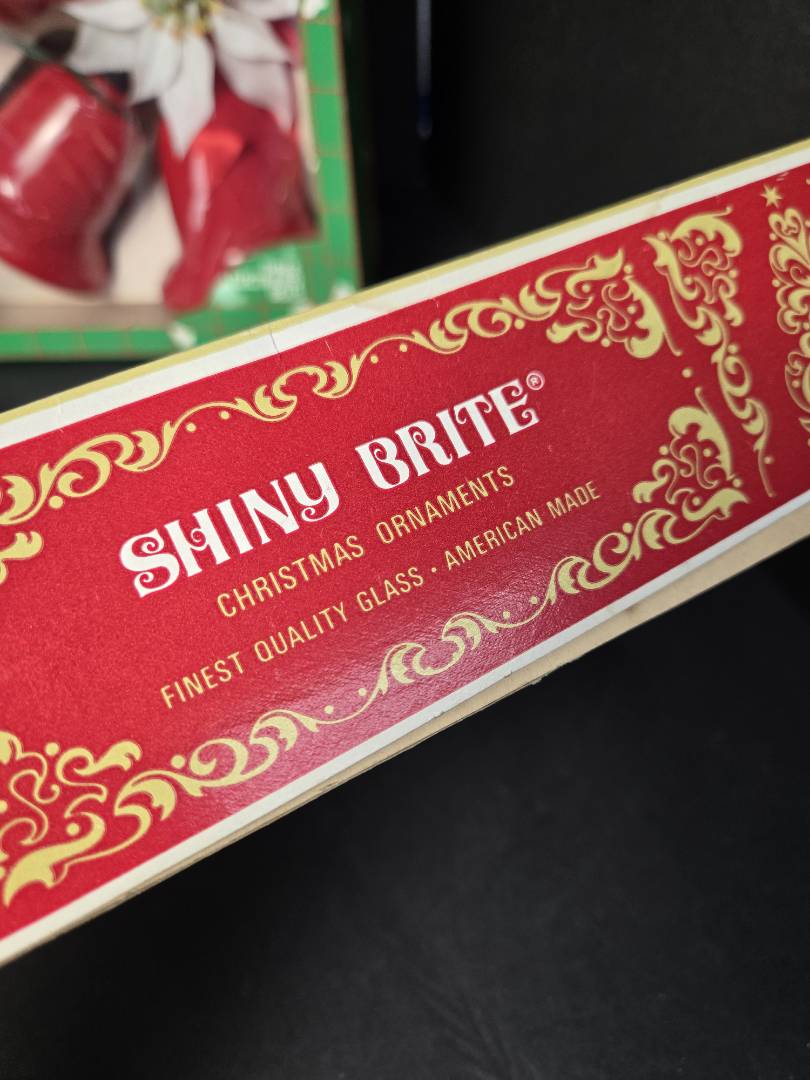 SHINY BRITE®
CHRISTMAS ORNAMENTS
FINEST QUALITY GLASS · AMERICAN MADE